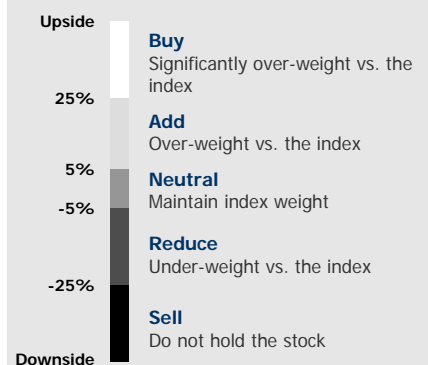 Upside
Buy
Significantly over-weight vs. the
index
25%
Add
Over-weight vs. the index
5%
Neutral
Maintain index weight
-5%
Reduce
Under-weight vs. the index
-25%
Sell
Do not hold the stock
Downside